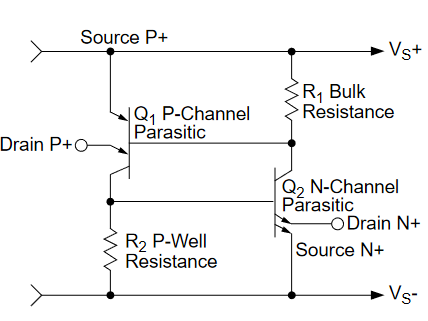 Source P+
VS+
R1 Bulk
Resistance
Q1 P-Channel
Parasitic
Drain P+
Q2 N-Channel
Parasitic
Drain N+
R2 P-Well
Resistance
Source N+
VS-